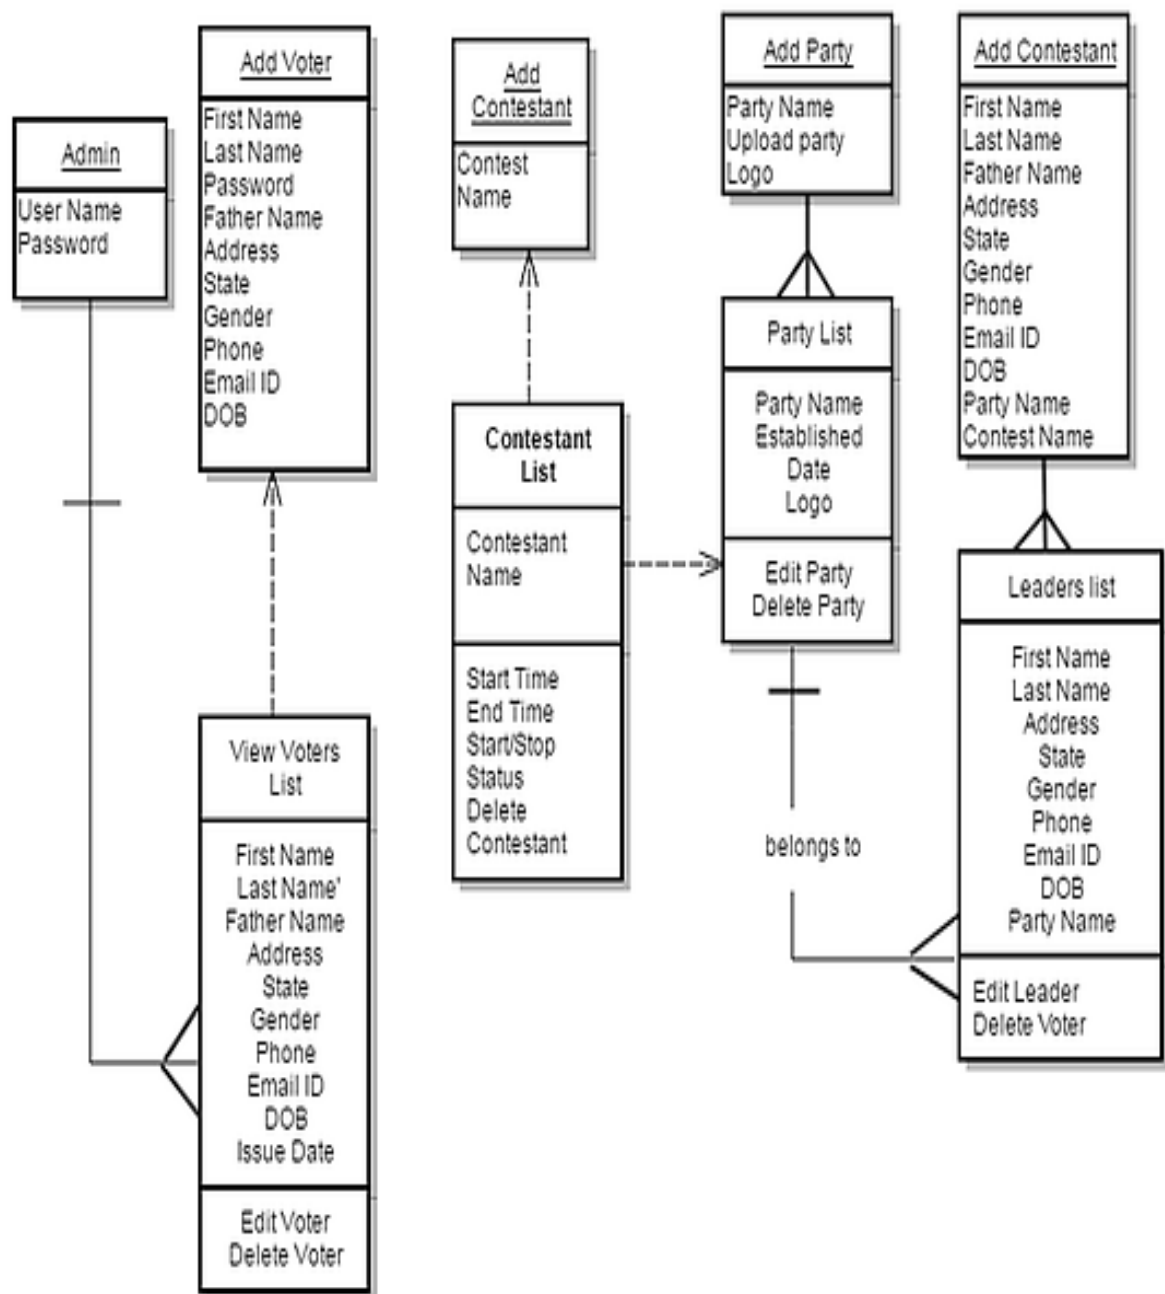 Admin
User Name
Password
Add Voter
First Name
Last Name
Password
Father Name
Address
State
Gender
Phone
Email ID
DOB
View Voters
List
First Name
Last Name'
Father Name
Address
State
Gender
Phone
Email ID
DOB
Issue Date
Edit Voter
Delete Voter
Add
Contestant
Contest
Name
Contestant
List
Contestant
Name
Start Time
End Time
Start/Stop
Status
Delete
Contestant
Add Party
Party Name
Upload party
Logo
Party List
Party Name
Established
Date
Logo
Edit Party
Delete Party
belongs to
Add Contestant
First Name
Last Name
Father Name
Address
State
Gender
Phone
Email ID
DOB
Party Name
Contest Name
Leaders list
First Name
Last Name
Address
State
Gender
Phone
Email ID
DOB
Party Name
Edit Leader
Delete Voter